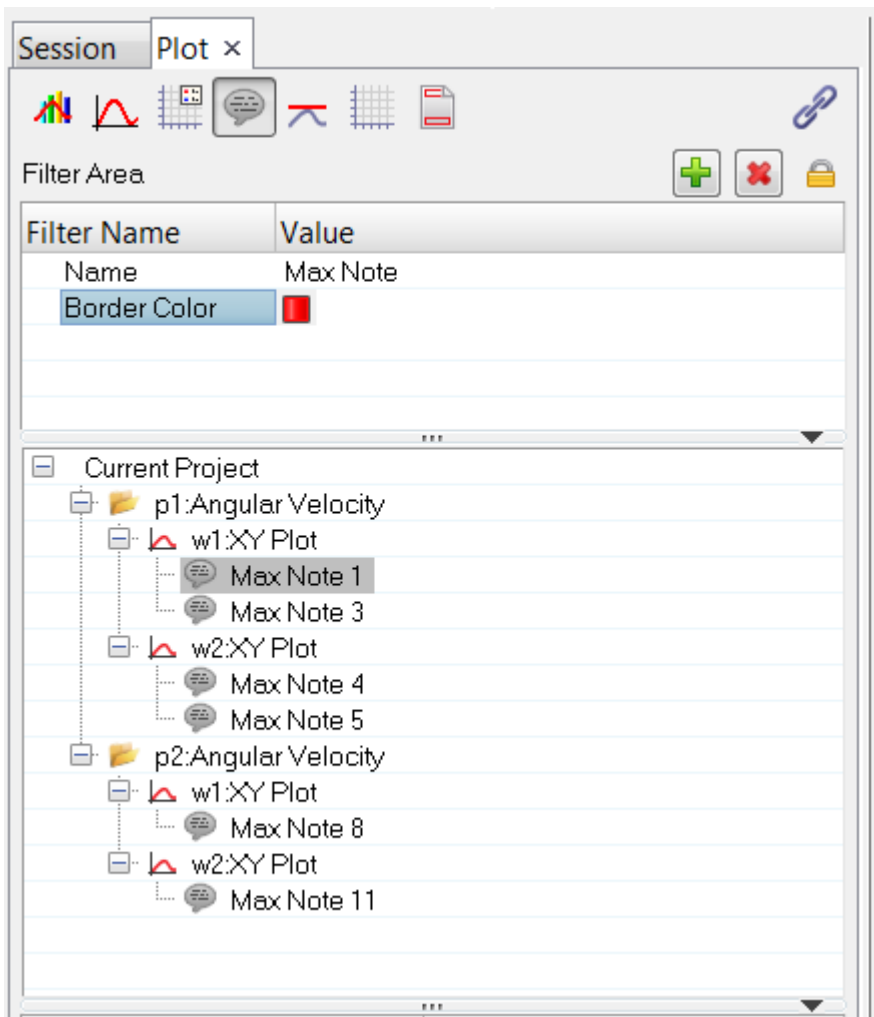 Session Plot ×
Filter Area
Filter Name Value
Name Max Note
Border Color
Current Project
p1:Angular Velocity
w1:XY Plot
Max Note 1
Max Note 3
w2:XY Plot
Max Note 4
Max Note 5
p2:Angular Velocity
w1:XY Plot
Max Note 8
w2:XY Plot
Max Note 11